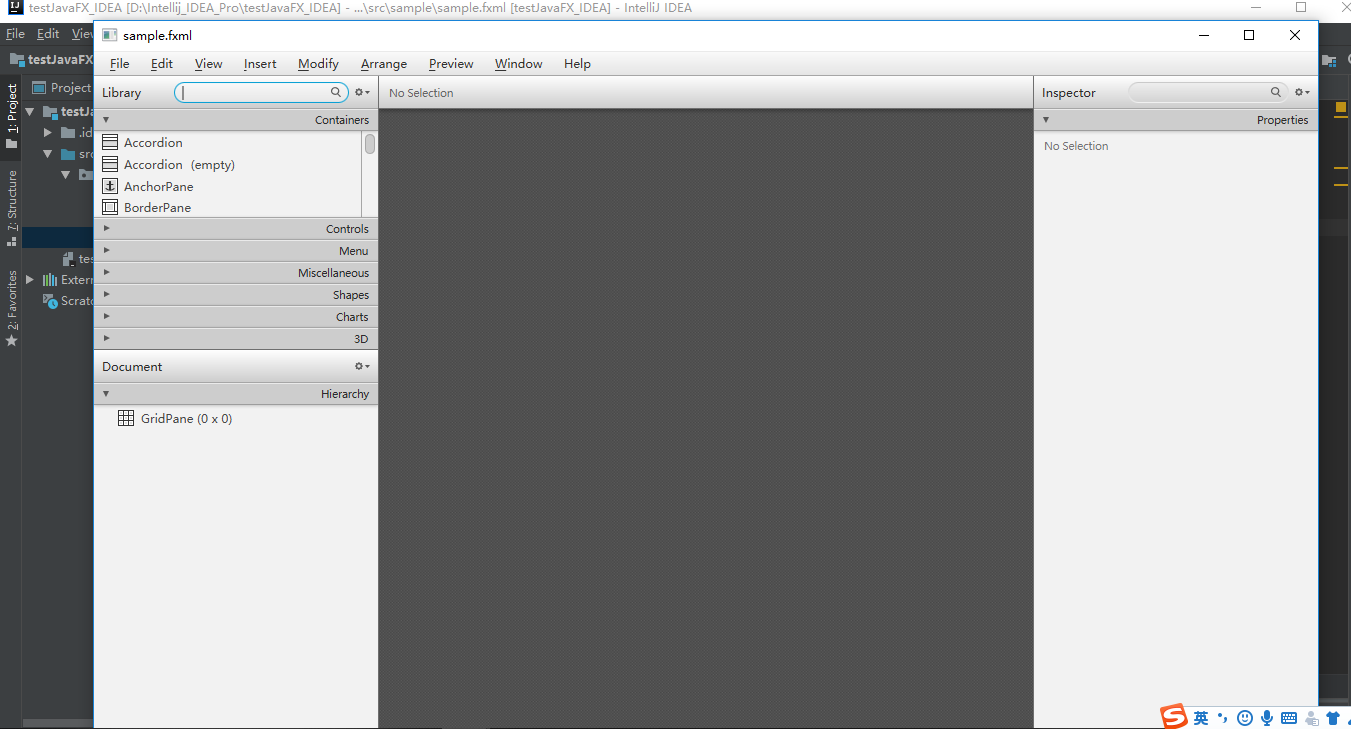 testJavaFX_IDEA [D:\Intellij_IDEA_Pro\testJavaFX_IDEA] - ...\src\sample\sample.fxml [testJavaFX_IDEA] - IntelliJ IDEA
File Edit View
testJavaFX
1: Project
7: Structure
2: Favorites
Project
testJa
.id
src
tes
Extern
Scratc
sample.fxml
File Edit View Insert Modify Arrange Preview Window Help
Library
No Selection
Inspector
Containers
Properties
Accordion
No Selection
Accordion (empty)
AnchorPane
BorderPane
Controls
Menu
Miscellaneous
Shapes
Charts
3D
Document
Hierarchy
GridPane (0 x 0)
英